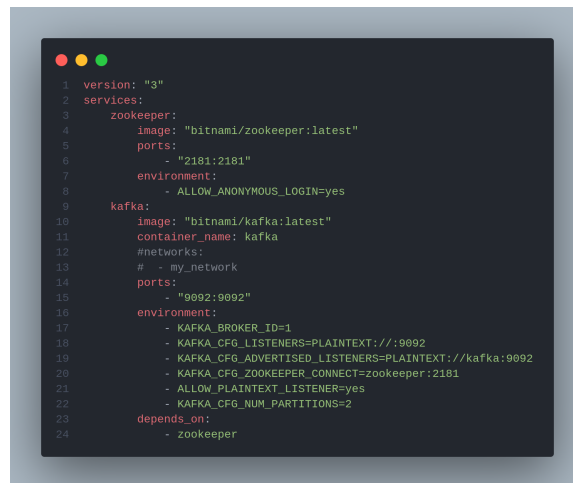 1 version: "3"
2 services:
3     zookeeper:
4         image: "bitnami/zookeeper:latest"
5         ports:
6             - "2181:2181"
7         environment:
8             - ALLOW_ANONYMOUS_LOGIN=yes
9     kafka:
10         image: "bitnami/kafka:latest"
11         container_name: kafka
12         #networks:
13         #  - my_network
14         ports:
15             - "9092:9092"
16         environment:
17             - KAFKA_BROKER_ID=1
18             - KAFKA_CFG_LISTENERS=PLAINTEXT://:9092
19             - KAFKA_CFG_ADVERTISED_LISTENERS=PLAINTEXT://kafka:9092
20             - KAFKA_CFG_ZOOKEEPER_CONNECT=zookeeper:2181
21             - ALLOW_PLAINTEXT_LISTENER=yes
22             - KAFKA_CFG_NUM_PARTITIONS=2
23         depends_on:
24             - zookeeper